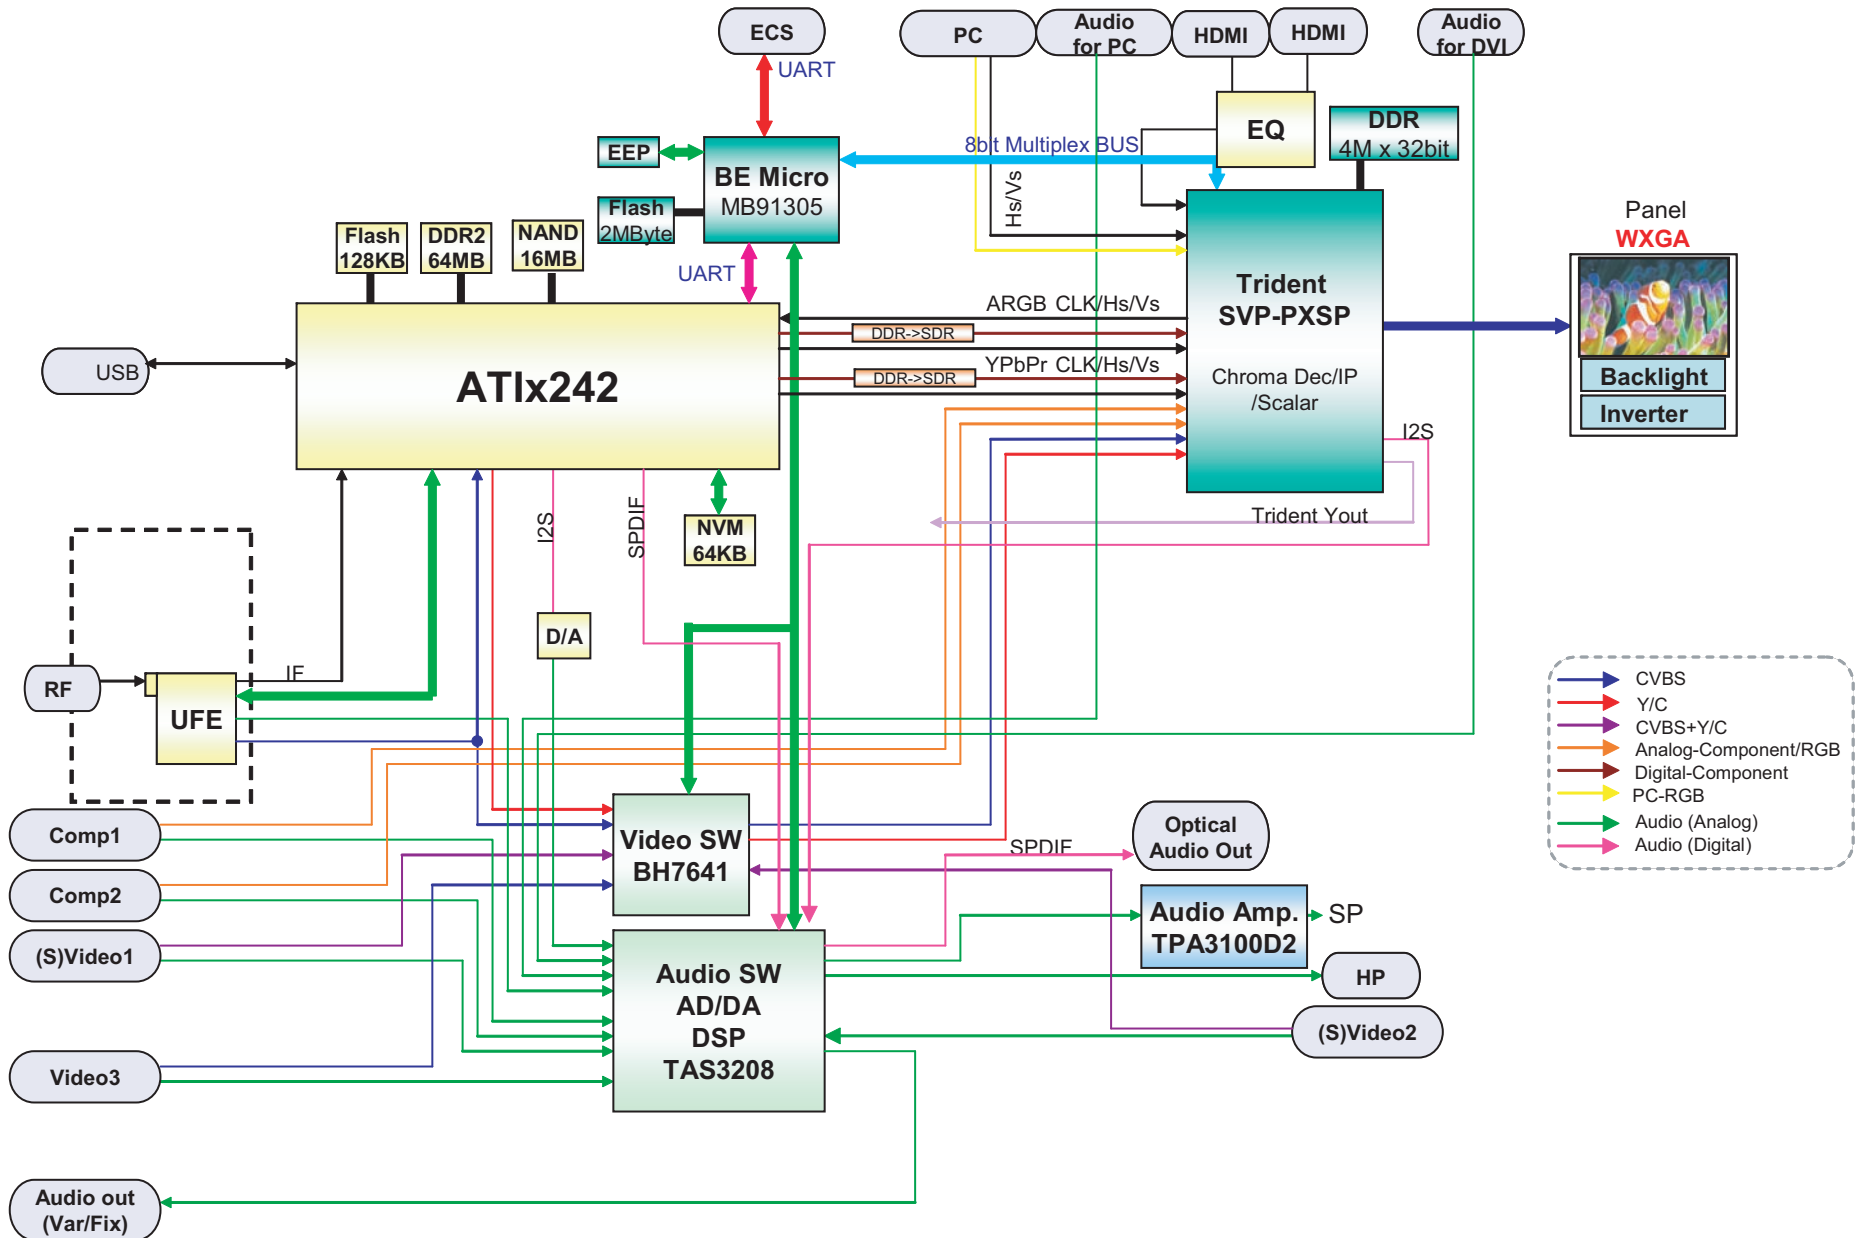 ECS
UART
PC
Audio
for PC
HDMI
HDMI
Audio
for DVI
EEP
BE Micro
MB91305
Flash
2MByte
8bit Multiplex BUS
EQ
DDR
4M x 32bit
Hs/Vs
Flash
128KB
DDR2
64MB
NAND
16MB
UART
Panel
WXGA
Backlight
Inverter
Trident
SVP-PXSP
Chroma Dec/IP
/Scalar
ARGB CLK/Hs/Vs
DDR->SDR
YPbPr CLK/Hs/Vs
DDR->SDR
USB
ATIx242
I2S
I2S
SPDIF
NVM
64KB
Trident Yout
D/A
RF
IF
UFE
CVBS
Y/C
CVBS+Y/C
Analog-Component/RGB
Digital-Component
PC-RGB
Audio (Analog)
Audio (Digital)
Comp1
Comp2
(S)Video1
Video3
Audio out
(Var/Fix)
Video SW
BH7641
SPDIF
Optical
Audio Out
Audio Amp.
TPA3100D2
SP
HP
(S)Video2
Audio SW
AD/DA
DSP
TAS3208